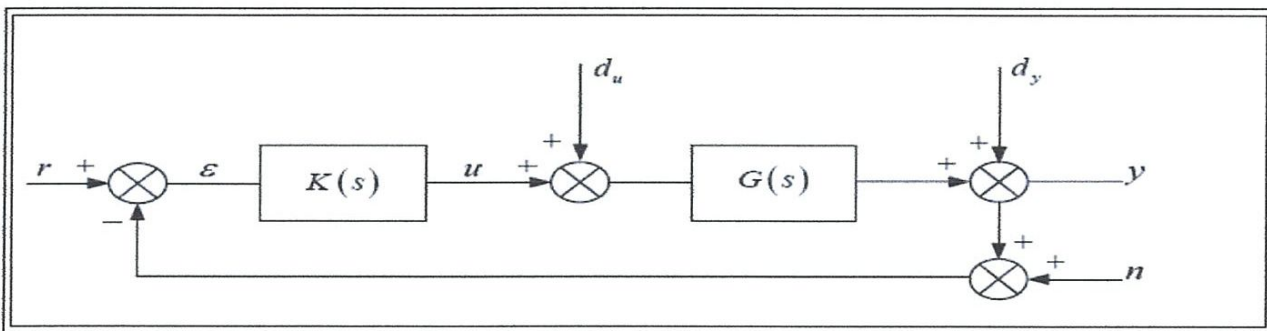 d_u
d_y
+ + + +
r + ε K(s) u G(s) y
−
+ + n